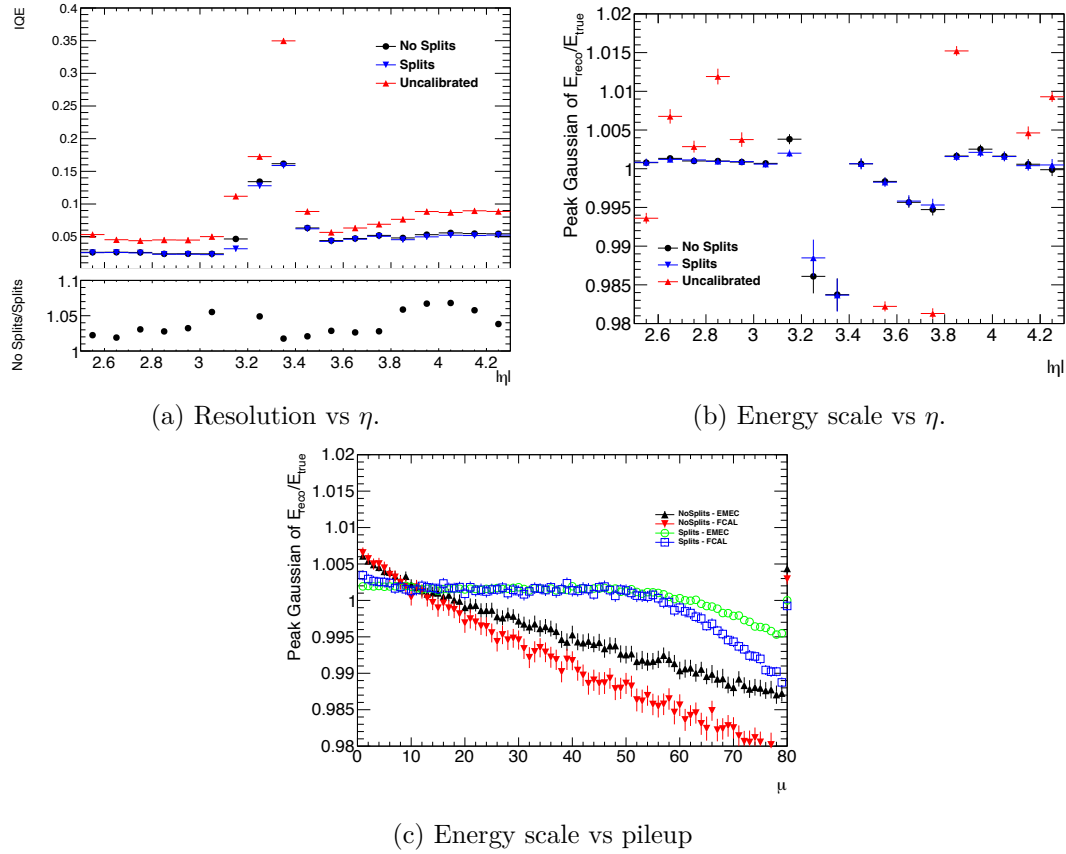 IQE
0.4
0.35
0.3
0.25
0.2
0.15
0.1
0.05
No Splits
Splits
Uncalibrated
No Splits/Splits
1.1
1.05
1
2.6 2.8 3 3.2 3.4 3.6 3.8 4 4.2
|η|
(a) Resolution vs η.
Peak Gaussian of E_reco/E_true
1.02
1.015
1.01
1.005
1
0.995
0.99
0.985
0.98
No Splits
Splits
Uncalibrated
2.6 2.8 3 3.2 3.4 3.6 3.8 4 4.2
|η|
(b) Energy scale vs η.
Peak Gaussian of E_reco/E_true
1.02
1.015
1.01
1.005
1
0.995
0.99
0.985
0.98
NoSplits - EMEC
NoSplits - FCAL
Splits - EMEC
Splits - FCAL
0 10 20 30 40 50 60 70 80
μ
(c) Energy scale vs pileup